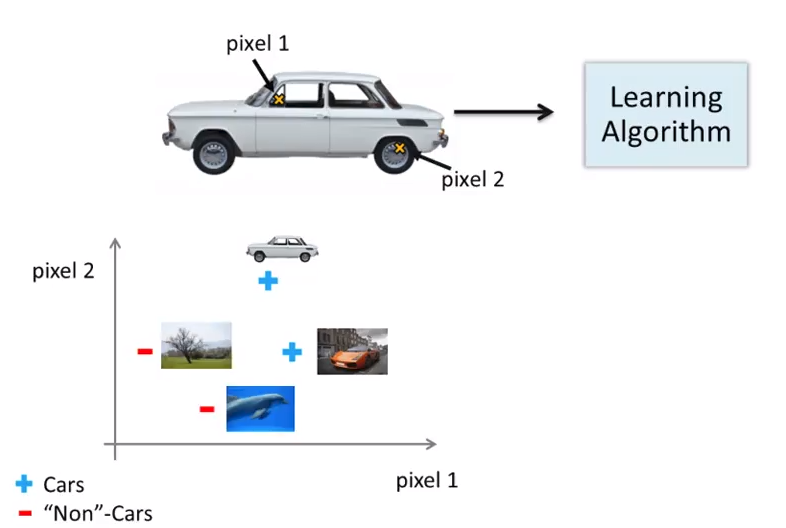 pixel 1
Learning
Algorithm
pixel 2
pixel 2
pixel 1
+ Cars
- “Non”-Cars